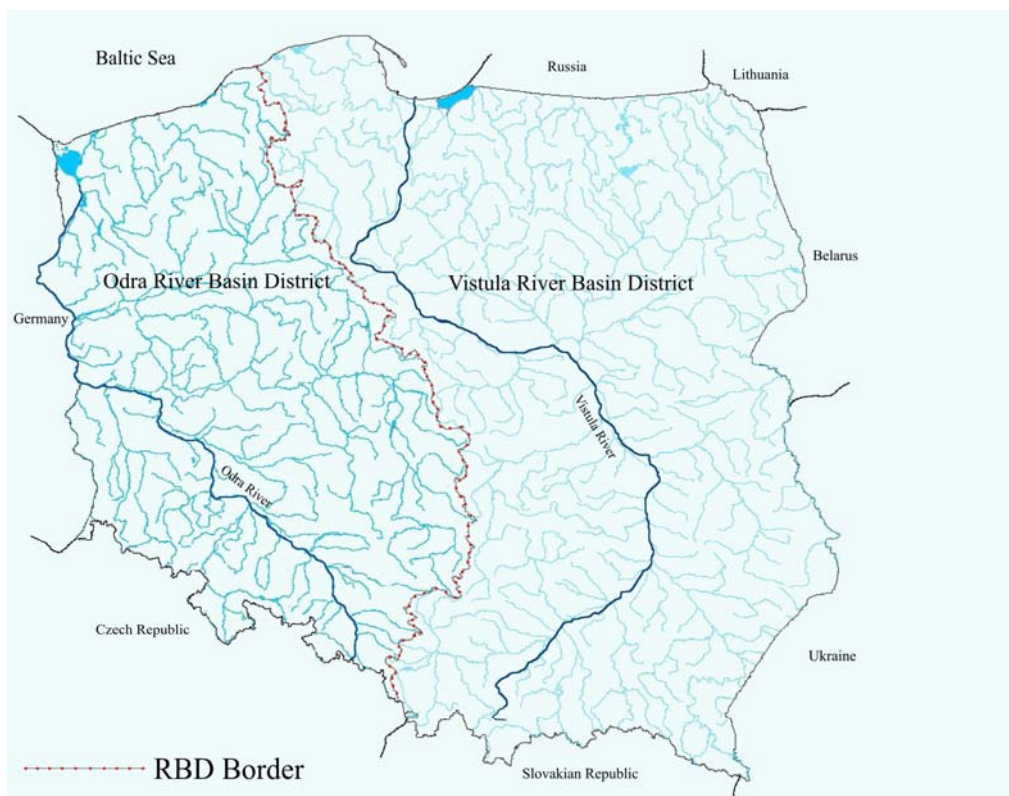 Baltic Sea
Russia
Lithuania
Belarus
Odra River Basin District
Vistula River Basin District
Germany
Vistula River
Odra River
Czech Republic
Ukraine
RBD Border
Slovakian Republic